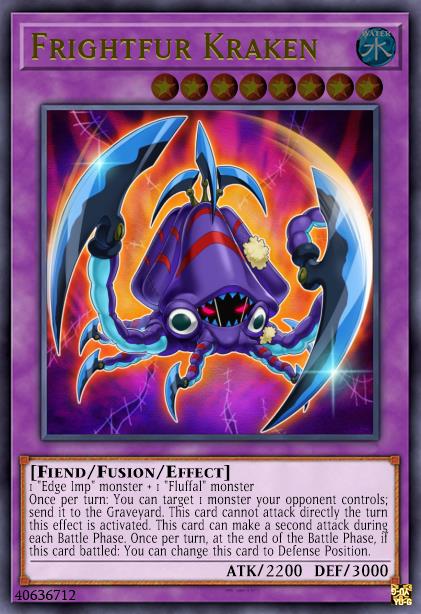 Frightfur Kraken
WATER
水
[Fiend/Fusion/Effect]
1 "Edge Imp" monster + 1 "Fluffal" monster
Once per turn: You can target 1 monster your opponent controls;
send it to the Graveyard. This card cannot attack directly the turn
this effect is activated. This card can make a second attack during
each Battle Phase. Once per turn, at the end of the Battle Phase, if
this card battled: You can change this card to Defense Position.
ATK/2200 DEF/3000
40636712